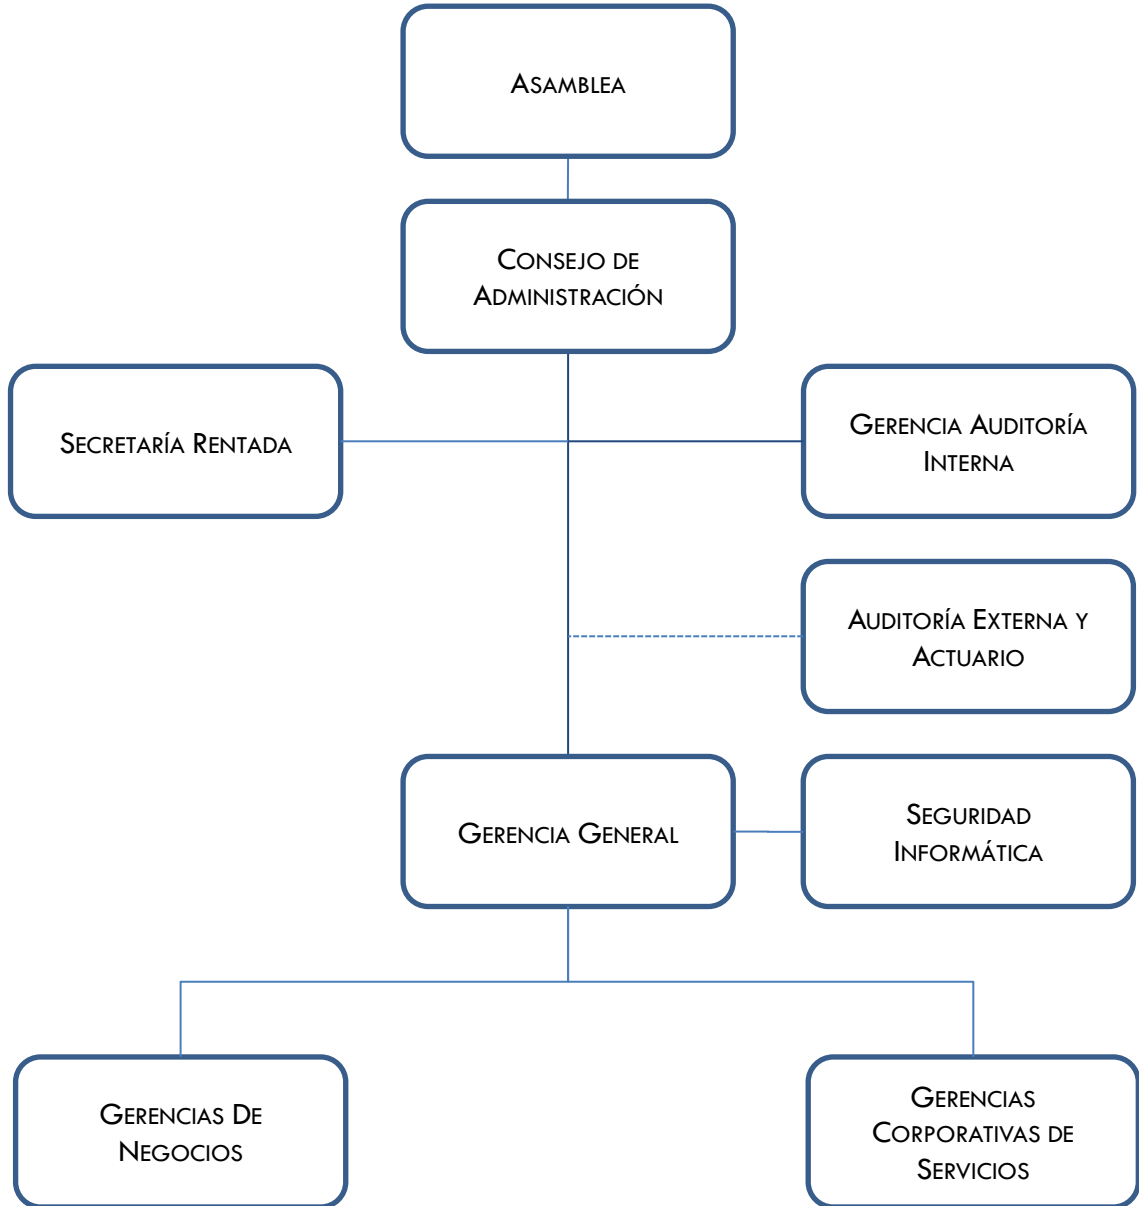 Asamblea
Consejo de
Administración
Secretaría Rentada
Gerencia Auditoría
Interna
Auditoría Externa y
Actuario
Gerencia General
Seguridad
Informática
Gerencias De
Negocios
Gerencias
Corporativas de
Servicios